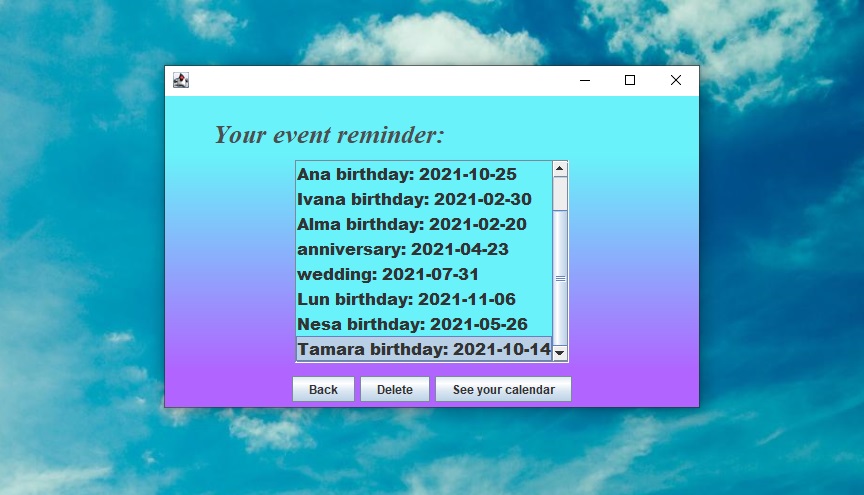 Your event reminder:
Ana birthday: 2021-10-25
Ivana birthday: 2021-02-30
Alma birthday: 2021-02-20
anniversary: 2021-04-23
wedding: 2021-07-31
Lun birthday: 2021-11-06
Nesa birthday: 2021-05-26
Tamara birthday: 2021-10-14
Back Delete See your calendar